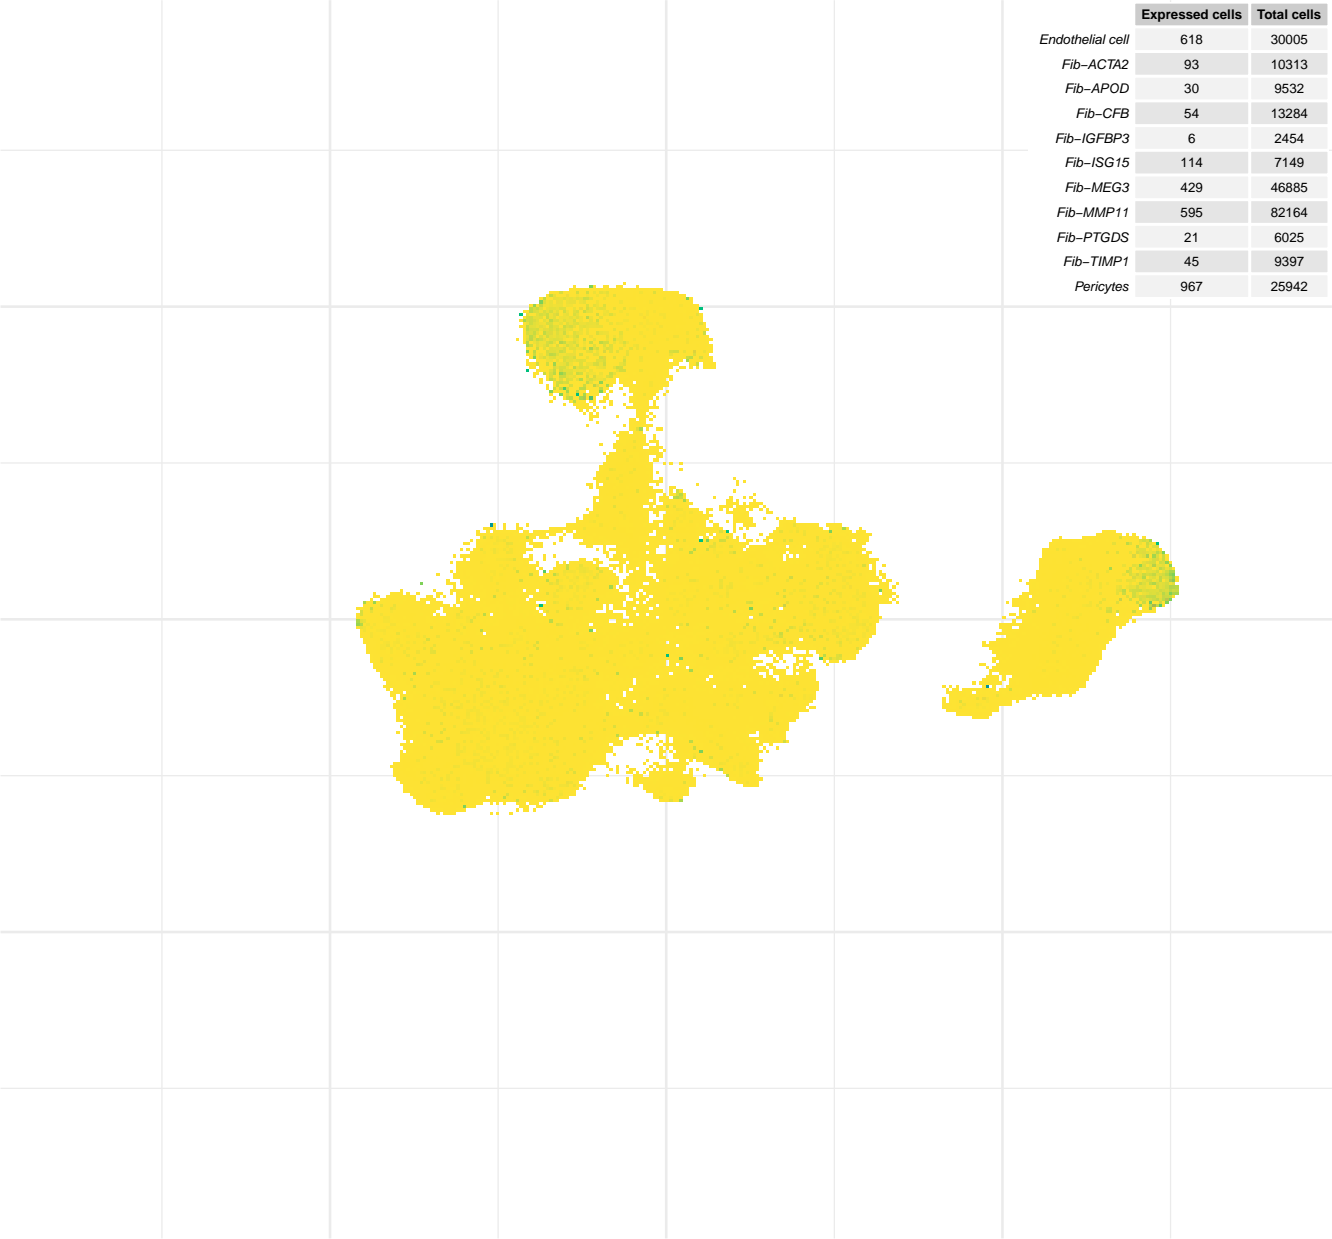 Expressed cells Total cells
Endothelial cell 618 30005
Fib−ACTA2 93 10313
Fib−APOD 30 9532
Fib−CFB 54 13284
Fib−IGFBP3 6 2454
Fib−ISG15 114 7149
Fib−MEG3 429 46885
Fib−MMP11 595 82164
Fib−PTGDS 21 6025
Fib−TIMP1 45 9397
Pericytes 967 25942